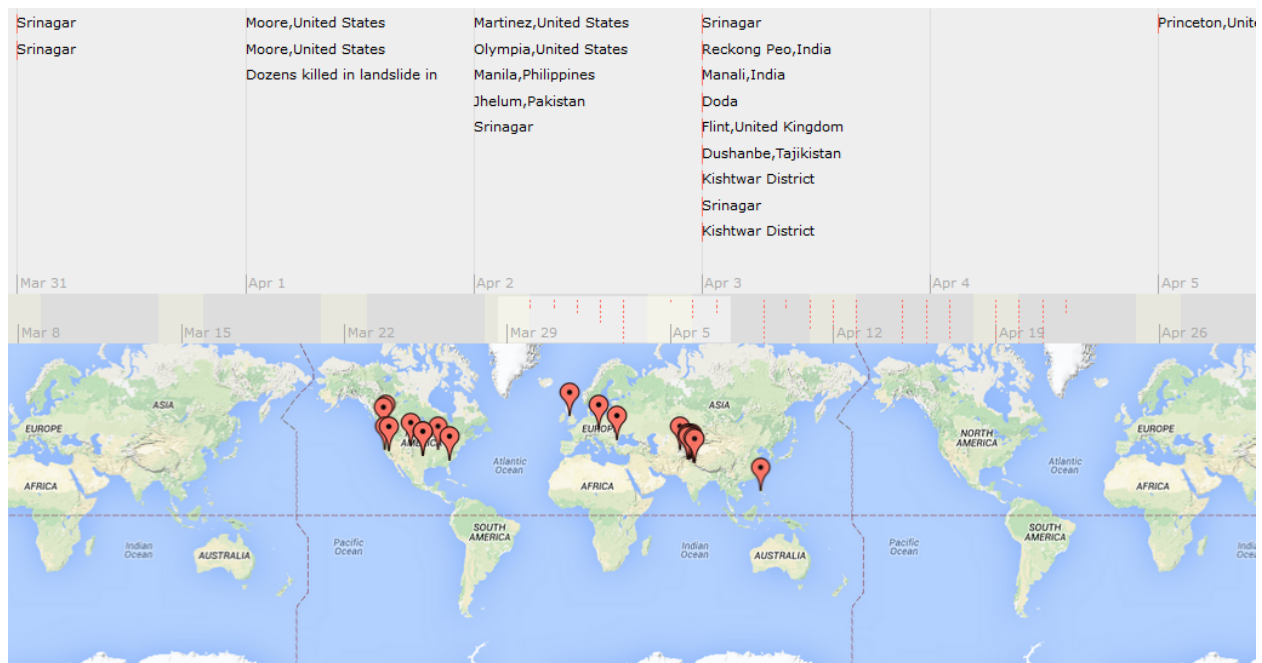 Srinagar
Srinagar
Mar 31
Moore,United States
Moore,United States
Dozens killed in landslide in
Apr 1
Martinez,United States
Olympia,United States
Manila,Philippines
Jhelum,Pakistan
Srinagar
Apr 2
Srinagar
Reckong Peo,India
Manali,India
Doda
Flint,United Kingdom
Dushanbe,Tajikistan
Kishtwar District
Srinagar
Kishtwar District
Apr 3
Apr 4
Princeton,Unite
Apr 5
Mar 8
Mar 15
Mar 22
Mar 29
Apr 5
Apr 12
Apr 19
Apr 26
ASIA
EUROPE
AFRICA
Indian
Ocean
AUSTRALIA
Pacific
Ocean
Atlantic
Ocean
SOUTH
AMERICA
ASIA
AFRICA
Indian
Ocean
AUSTRALIA
Pacific
Ocean
NORTH
AMERICA
Atlantic
Ocean
SOUTH
AMERICA
EUROPE
AFRICA